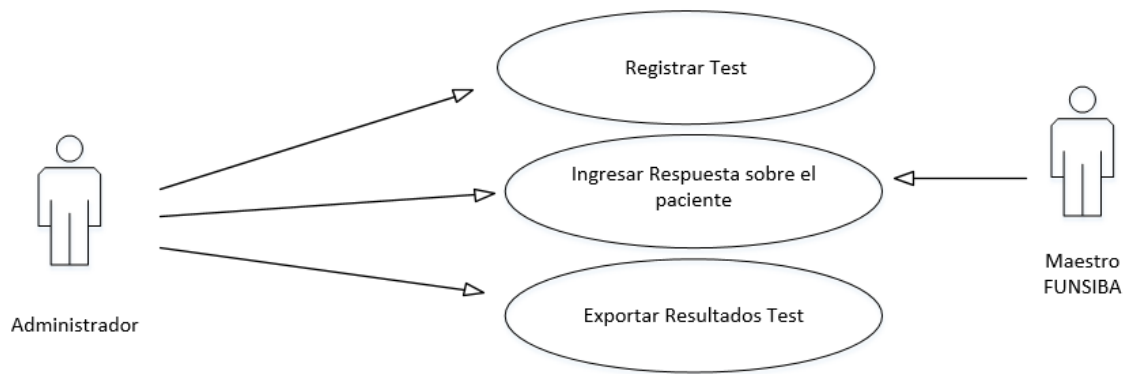 Registrar Test
Ingresar Respuesta sobre el
paciente
Exportar Resultados Test
Administrador
Maestro
FUNSIBA